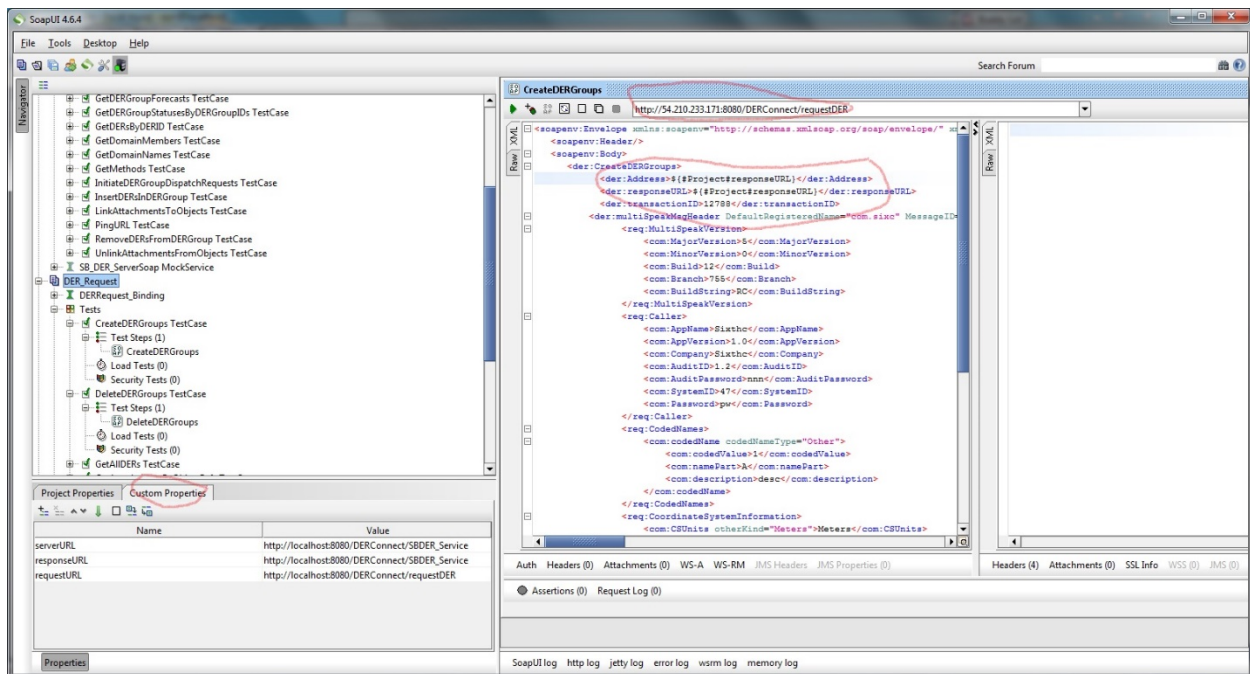 SoapUI 4.6.4
File Tools Desktop Help
Search Forum
Navigator
GetDERGroupForecasts TestCase
GetDERGroupStatusesByDERGroupIDs TestCase
GetDERsByDERID TestCase
GetDomainMembers TestCase
GetDomainNames TestCase
GetMethods TestCase
InitiateDERGroupDispatchRequests TestCase
InsertDERsInDERGroup TestCase
LinkAttachmentsToObjects TestCase
PingURL TestCase
RemoveDERsFromDERGroup TestCase
UnlinkAttachmentsFromObjects TestCase
SB_DER_ServerSoap MockService
DER_Request
DERRequest_Binding
Tests
CreateDERGroups TestCase
Test Steps (1)
CreateDERGroups
Load Tests (0)
Security Tests (0)
DeleteDERGroups TestCase
Test Steps (1)
DeleteDERGroups
Load Tests (0)
Security Tests (0)
GetAllDERs TestCase
Project Properties Custom Properties
Name Value
serverURL http://localhost:8080/DERConnect/SBDER_Service
responseURL http://localhost:8080/DERConnect/SBDER_Service
requestURL http://localhost:8080/DERConnect/requestDER
Properties
CreateDERGroups
http://54.210.233.171:8080/DERConnect/requestDER
XML
Raw
<soapenv:Envelope xmlns:soapenv="http://schemas.xmlsoap.org/soap/envelope/"
<soapenv:Header/>
<soapenv:Body>
<der:CreateDERGroups>
<der:Address>${#Project#responseURL}</der:Address>
<der:responseURL>${#Project#responseURL}</der:responseURL>
<der:transactionID>12788</der:transactionID>
<der:multiSpeakMsgHeader DefaultRegisteredName="com.sixc" MessageID=
<req:MultiSpeakVersion>
<com:MajorVersion>5</com:MajorVersion>
<com:MinorVersion>0</com:MinorVersion>
<com:Build>12</com:Build>
<com:Branch>755</com:Branch>
<com:BuildString>RC</com:BuildString>
</req:MultiSpeakVersion>
<req:Caller>
<com:AppName>Sixthc</com:AppName>
<com:AppVersion>1.0</com:AppVersion>
<com:Company>Sixthc</com:Company>
<com:AuditID>1.2</com:AuditID>
<com:AuditPassword>nnn</com:AuditPassword>
<com:SystemID>47</com:SystemID>
<com:Password>pw</com:Password>
</req:Caller>
<req:CodedNames>
<com:codedName codedNameType="Other">
<com:codedValue>1</com:codedValue>
<com:namePart>A</com:namePart>
<com:description>desc</com:description>
</com:codedName>
</req:CodedNames>
<req:CoordinateSystemInformation>
<com:CSUnits otherKind="Meters">Meters</com:CSUnits>
Auth Headers (0) Attachments (0) WS-A WS-RM JMS Headers JMS Properties (0)
Assertions (0) Request Log (0)
XML
Raw
Headers (4) Attachments (0) SSL Info WSS (0) JMS (0)
SoapUI log http log jetty log error log wsrm log memory log